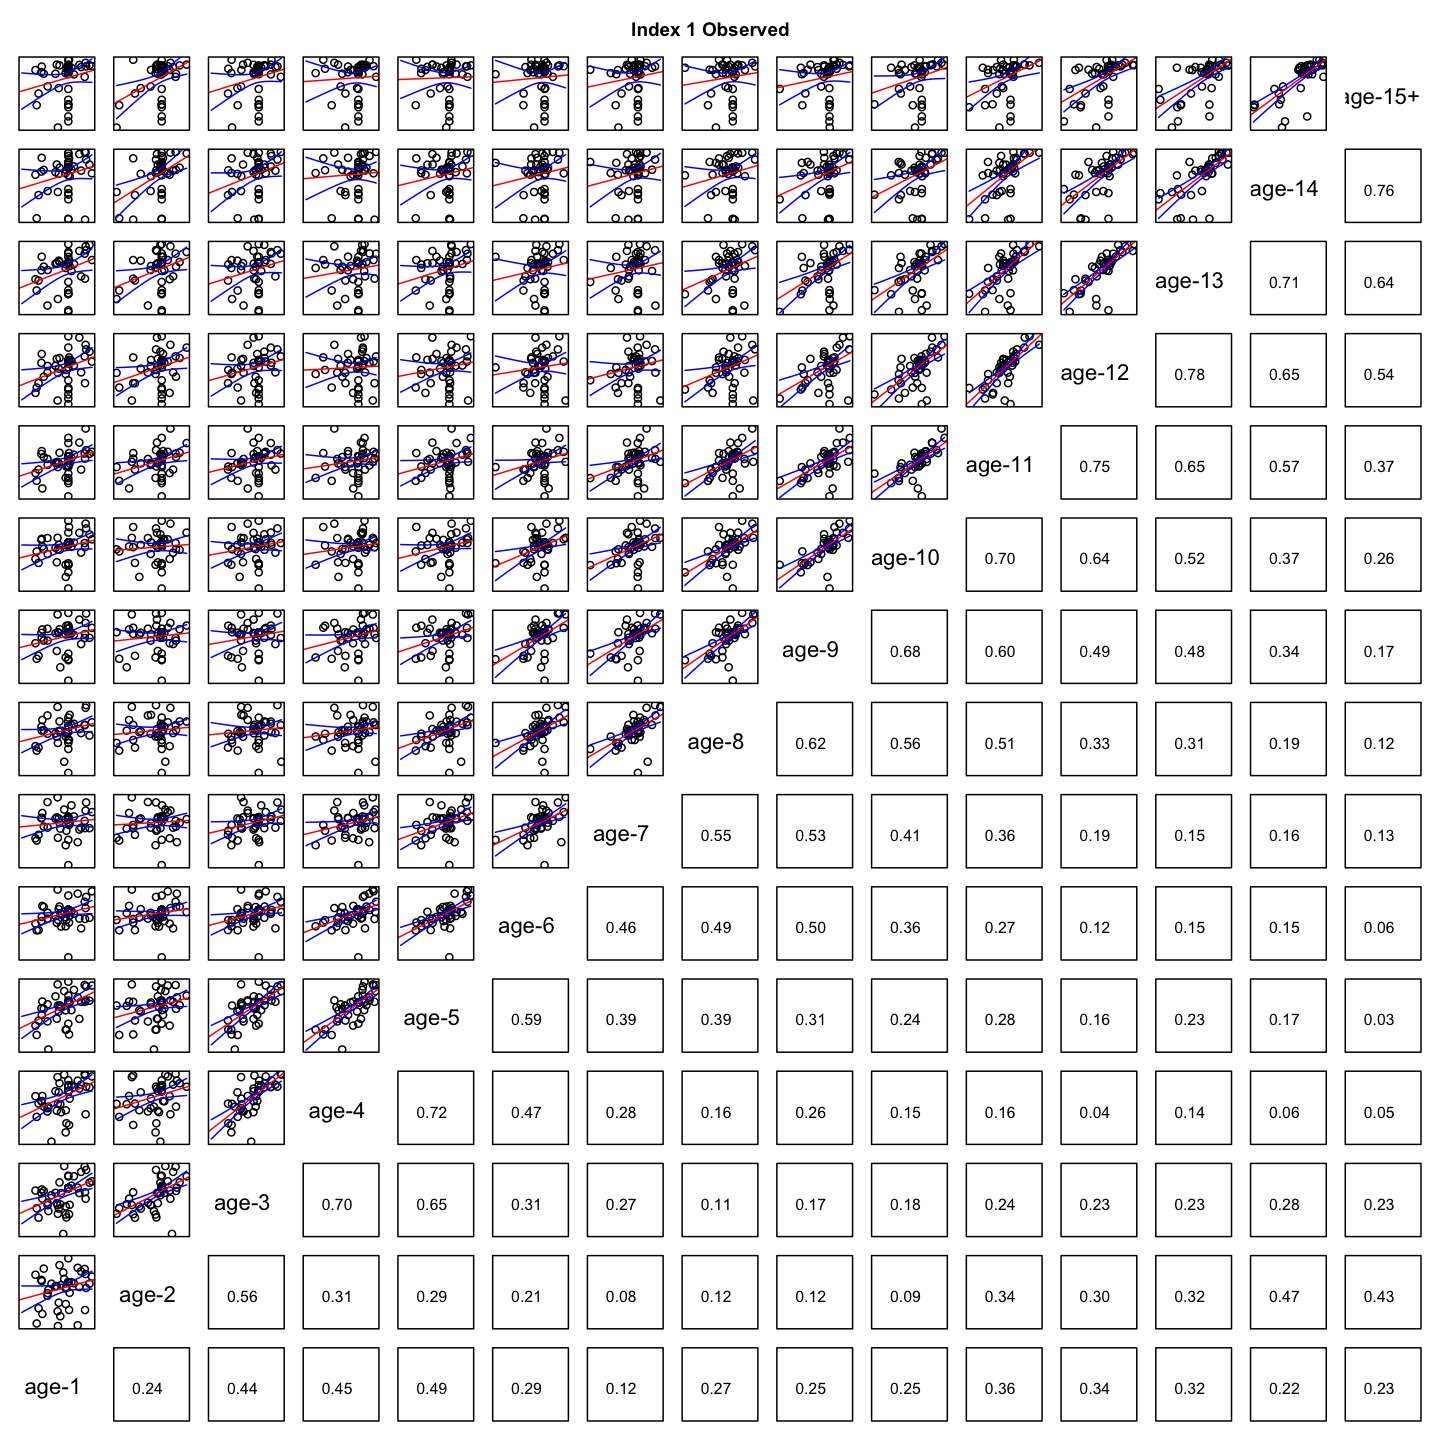 Index 1 Observed
age-15+
age-14 0.76
age-13 0.71 0.64
age-12 0.78 0.65 0.54
age-11 0.75 0.65 0.57 0.37
age-10 0.70 0.64 0.52 0.37 0.26
age-9 0.68 0.60 0.49 0.48 0.34 0.17
age-8 0.62 0.56 0.51 0.33 0.31 0.19 0.12
age-7 0.55 0.53 0.41 0.36 0.19 0.15 0.16 0.13
age-6 0.46 0.49 0.50 0.36 0.27 0.12 0.15 0.15 0.06
age-5 0.59 0.39 0.39 0.31 0.24 0.28 0.16 0.23 0.17 0.03
age-4 0.72 0.47 0.28 0.16 0.26 0.15 0.16 0.04 0.14 0.06 0.05
age-3 0.70 0.65 0.31 0.27 0.11 0.17 0.18 0.24 0.23 0.23 0.28 0.23
age-2 0.56 0.31 0.29 0.21 0.08 0.12 0.12 0.09 0.34 0.30 0.32 0.47 0.43
age-1 0.24 0.44 0.45 0.49 0.29 0.12 0.27 0.25 0.25 0.36 0.34 0.32 0.22 0.23